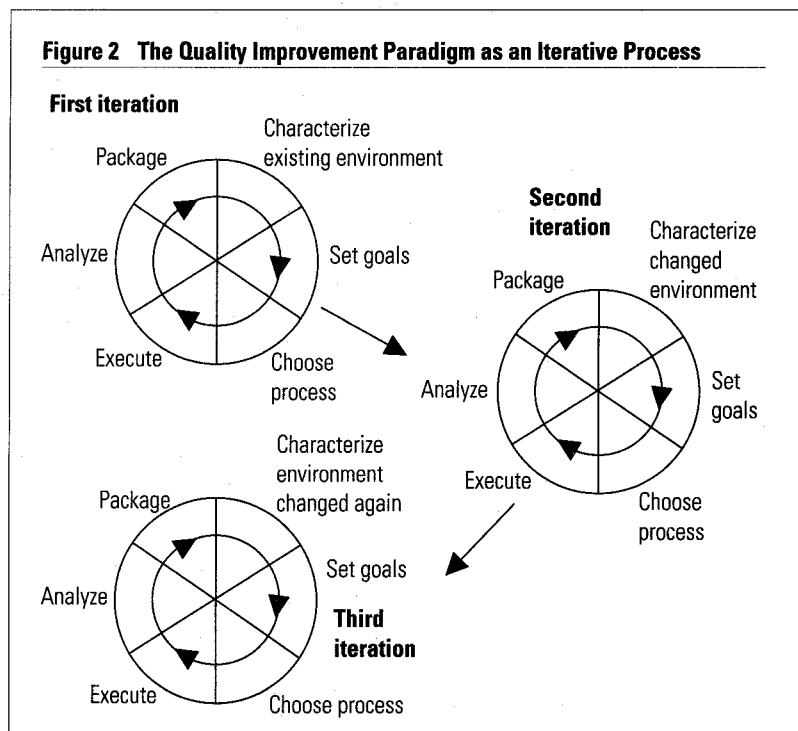 Figure 2 The Quality Improvement Paradigm as an Iterative Process
First iteration
Characterize
existing environment
Set goals
Choose
process
Execute
Analyze
Package
Second
iteration
Characterize
changed
environment
Set
goals
Choose
process
Execute
Analyze
Package
Third
iteration
Characterize
environment
changed again
Set goals
Choose process
Execute
Analyze
Package